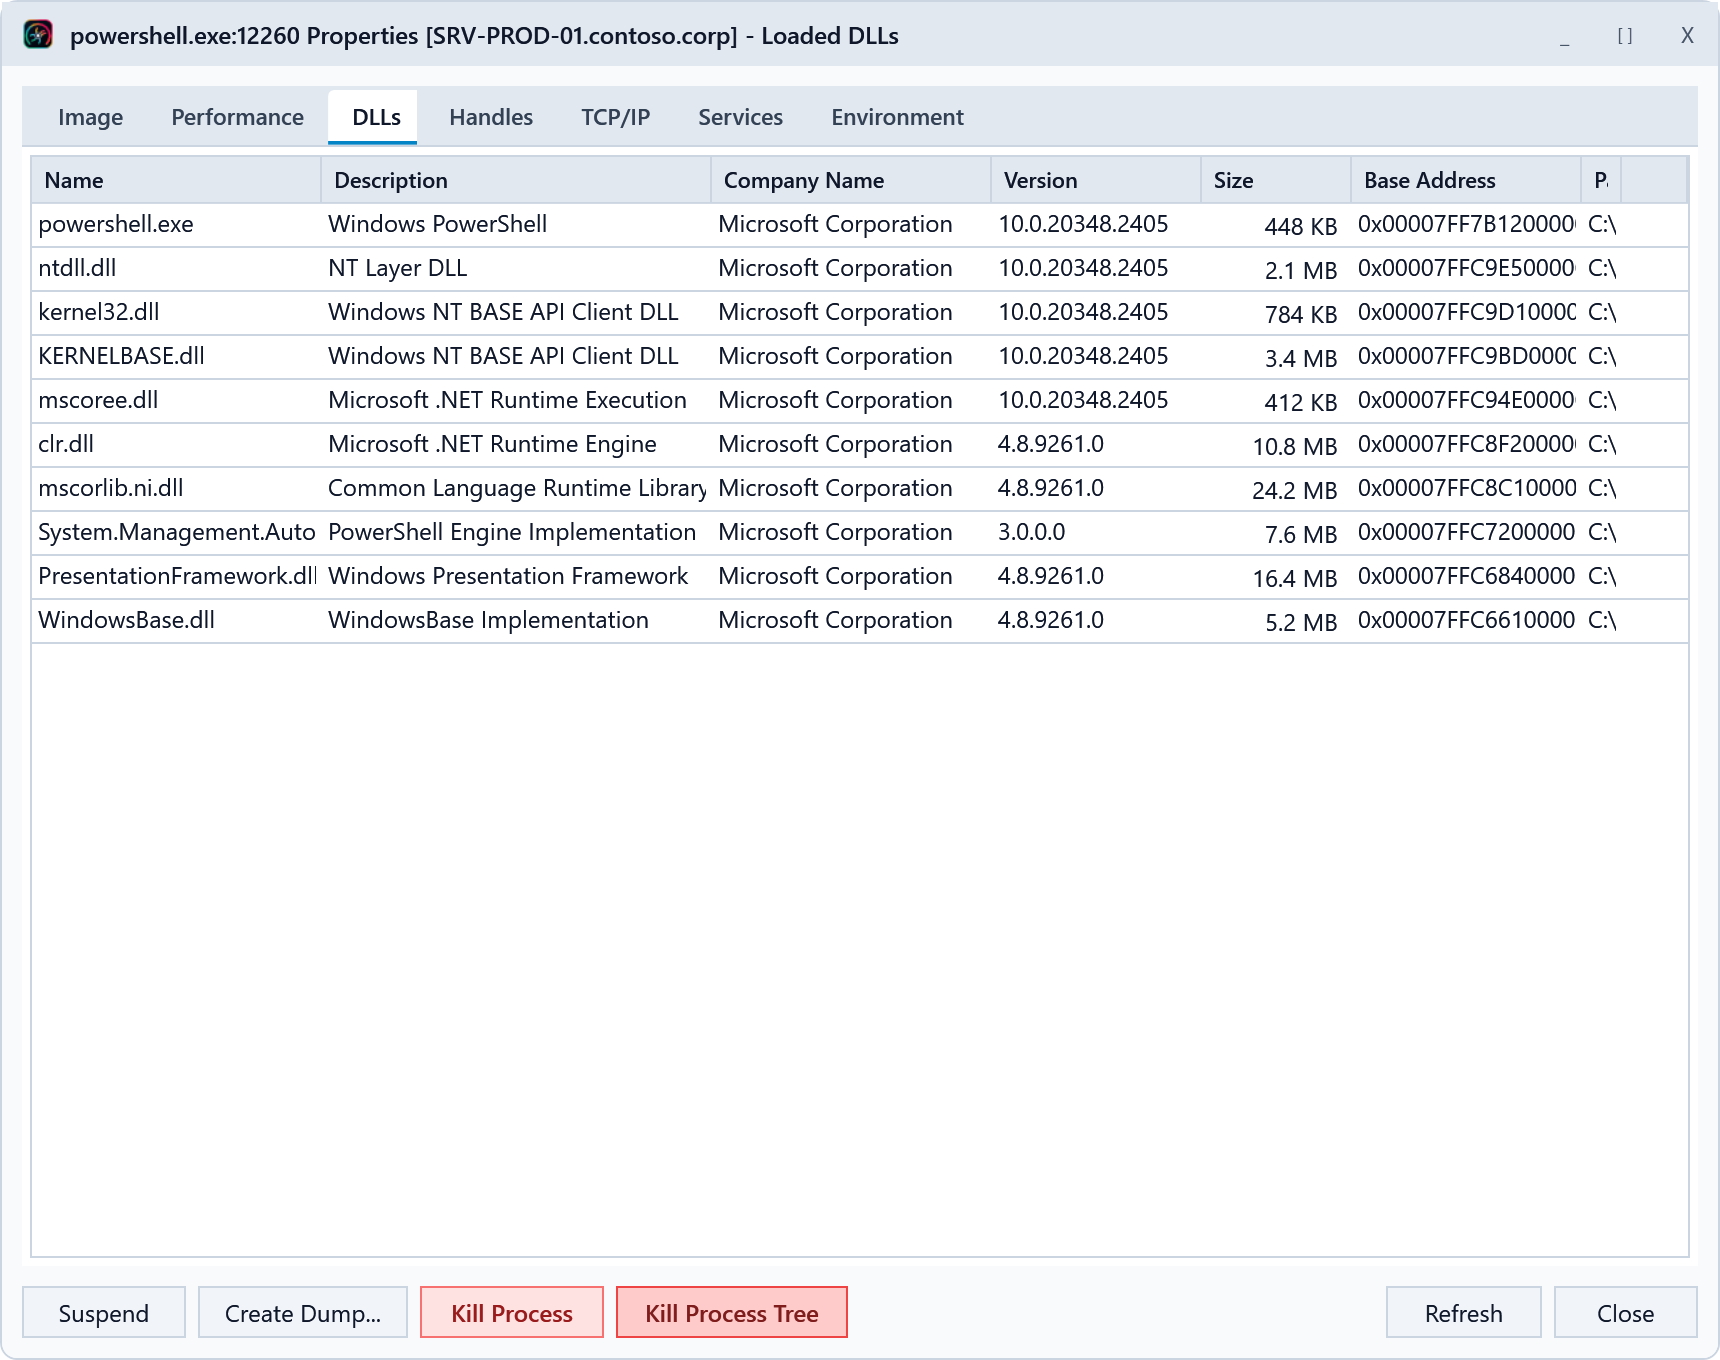 powershell.exe:12260 Properties [SRV-PROD-01.contoso.corp] - Loaded DLLs _ [] X
Image Performance DLLs Handles TCP/IP Services Environment
Name Description Company Name Version Size Base Address P
powershell.exe Windows PowerShell Microsoft Corporation 10.0.20348.2405 448 KB 0x00007FF7B120000 C:\
ntdll.dll NT Layer DLL Microsoft Corporation 10.0.20348.2405 2.1 MB 0x00007FFC9E50000 C:\
kernel32.dll Windows NT BASE API Client DLL Microsoft Corporation 10.0.20348.2405 784 KB 0x00007FFC9D10000 C:\
KERNELBASE.dll Windows NT BASE API Client DLL Microsoft Corporation 10.0.20348.2405 3.4 MB 0x00007FFC9BD0000 C:\
mscoree.dll Microsoft .NET Runtime Execution Microsoft Corporation 10.0.20348.2405 412 KB 0x00007FFC94E0000 C:\
clr.dll Microsoft .NET Runtime Engine Microsoft Corporation 4.8.9261.0 10.8 MB 0x00007FFC8F20000 C:\
mscorlib.ni.dll Common Language Runtime Library Microsoft Corporation 4.8.9261.0 24.2 MB 0x00007FFC8C10000 C:\
System.Management.Auto PowerShell Engine Implementation Microsoft Corporation 3.0.0.0 7.6 MB 0x00007FFC7200000 C:\
PresentationFramework.dll Windows Presentation Framework Microsoft Corporation 4.8.9261.0 16.4 MB 0x00007FFC6840000 C:\
WindowsBase.dll WindowsBase Implementation Microsoft Corporation 4.8.9261.0 5.2 MB 0x00007FFC6610000 C:\
Suspend Create Dump... Kill Process Kill Process Tree Refresh Close